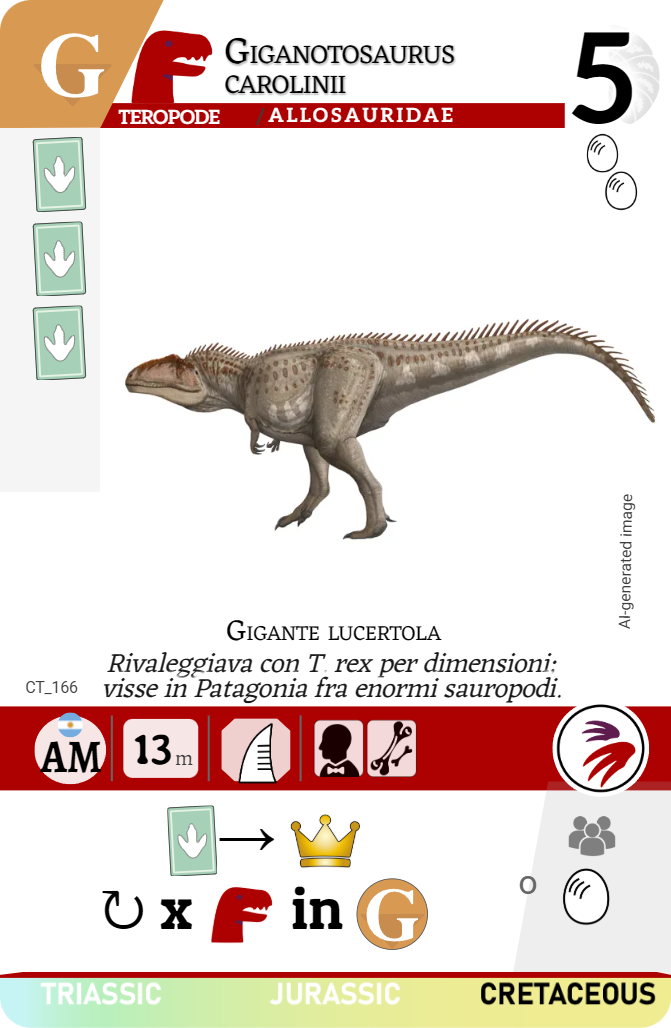 G
GIGANOTOSAURUS
CAROLINII
5
TEROPODE / ALLOSAURIDAE
AI-generated image
GIGANTE LUCERTOLA
Rivaleggiava con T. rex per dimensioni;
visse in Patagonia fra enormi sauropodi.
CT_166
AM 13 m
x in G
O
TRIASSIC JURASSIC CRETACEOUS